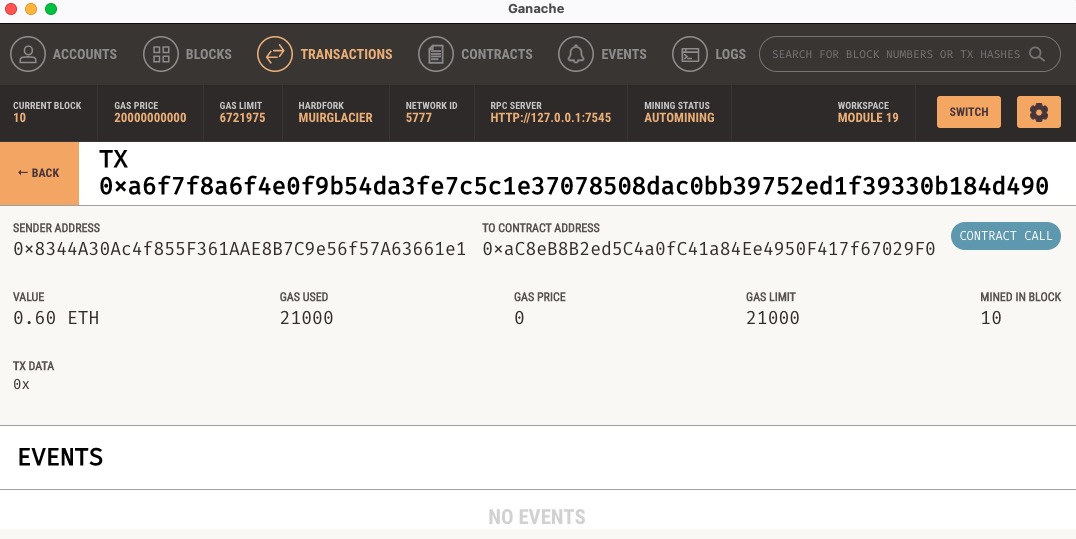 Ganache
ACCOUNTS BLOCKS TRANSACTIONS CONTRACTS EVENTS LOGS SEARCH FOR BLOCK NUMBERS OR TX HASHES
CURRENT BLOCK GAS PRICE GAS LIMIT HARDFORK NETWORK ID RPC SERVER MINING STATUS WORKSPACE
10 20000000000 6721975 MUIRGLACIER 5777 HTTP://127.0.0.1:7545 AUTOMINING MODULE 19 SWITCH
← BACK
TX
0×a6f7f8a6f4e0f9b54da3fe7c5c1e37078508dac0bb39752ed1f39330b184d490
SENDER ADDRESS TO CONTRACT ADDRESS
0×8344A30Ac4f855F361AAE8B7C9e56f57A63661e1 0×aC8eB8B2ed5C4a0fC41a84Ee4950F417f67029F0 CONTRACT CALL
VALUE GAS USED GAS PRICE GAS LIMIT MINED IN BLOCK
0.60 ETH 21000 0 21000 10
TX DATA
0x
EVENTS
NO EVENTS